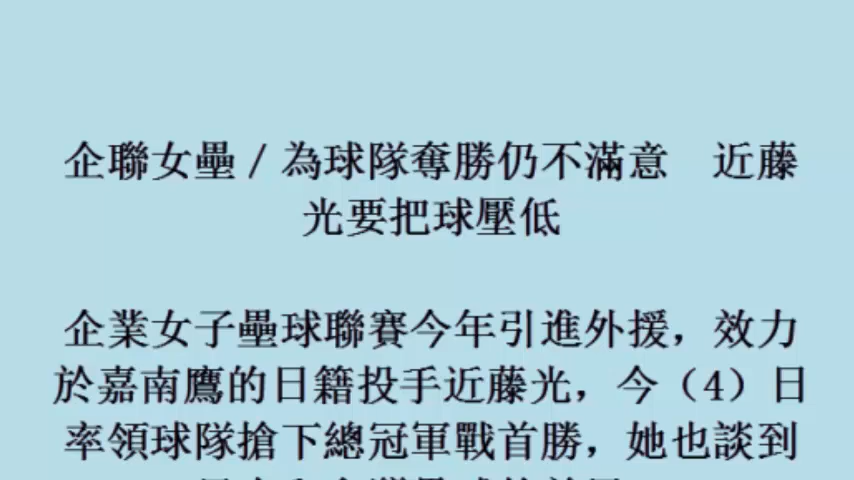 企聯女壘／為球隊奪勝仍不滿意　近藤
光要把球壓低
企業女子壘球聯賽今年引進外援，效力
於嘉南鷹的日籍投手近藤光，今（4）日
率領球隊搶下總冠軍戰首勝，她也談到